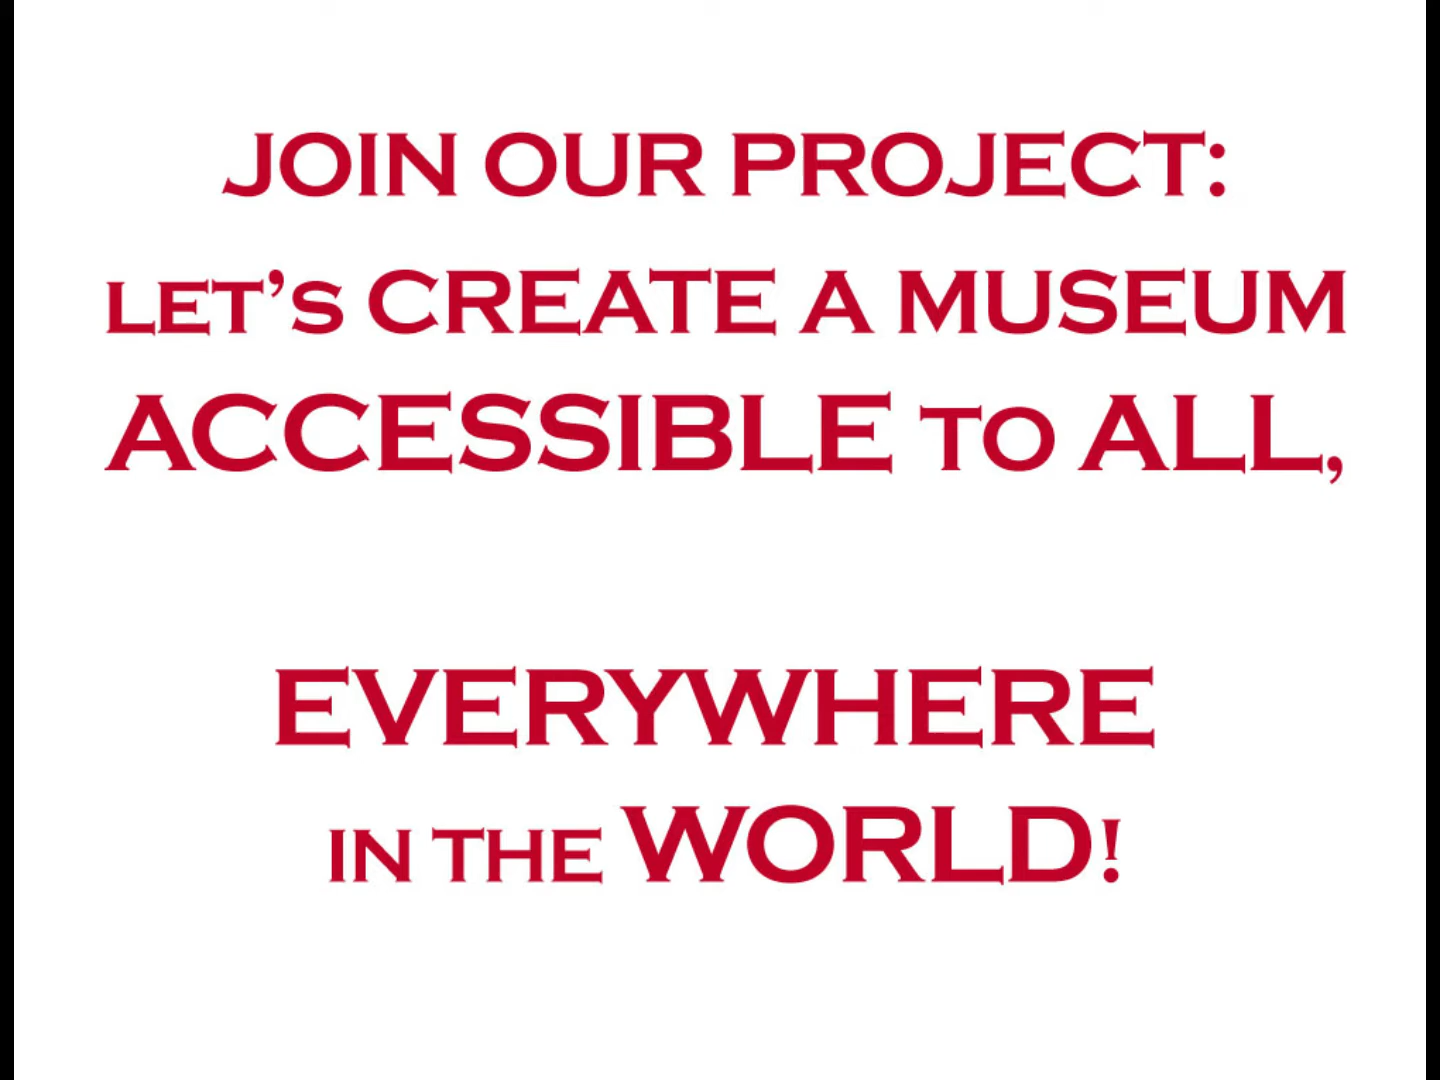 JOIN OUR PROJECT:
LET’S CREATE A MUSEUM
ACCESSIBLE TO ALL,
EVERYWHERE
IN THE WORLD!